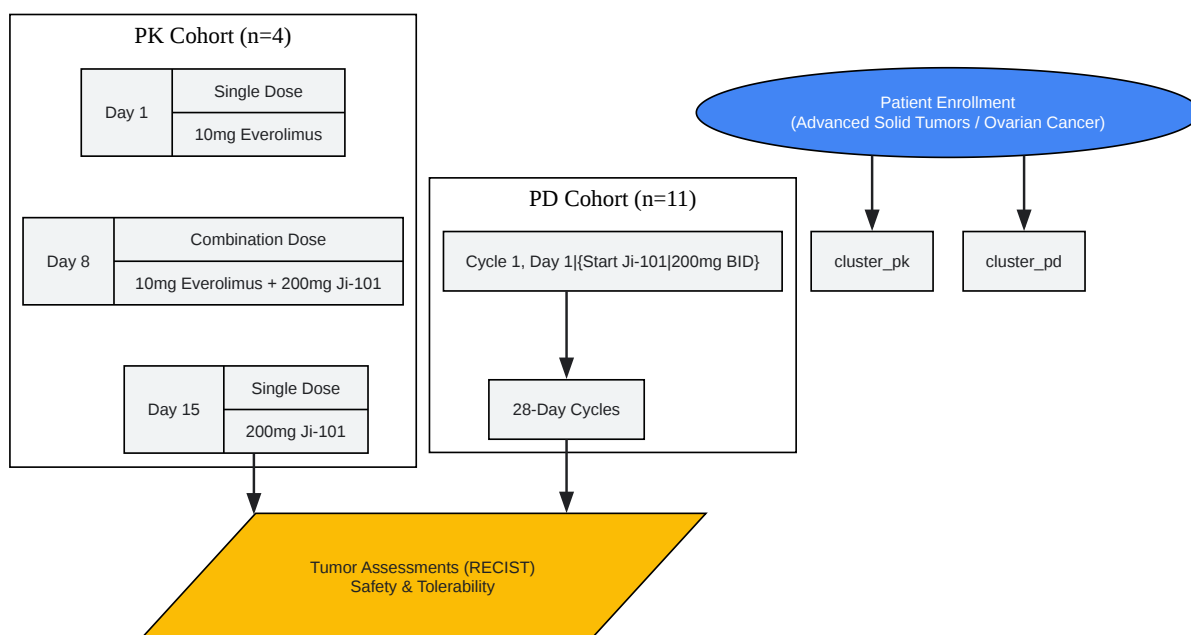 PK Cohort (n=4)
Day 1
Single Dose
10mg Everolimus
Day 8
Combination Dose
10mg Everolimus + 200mg Ji-101
Day 15
Single Dose
200mg Ji-101
PD Cohort (n=11)
Cycle 1, Day 1|{Start Ji-101|200mg BID}
28-Day Cycles
Patient Enrollment
(Advanced Solid Tumors / Ovarian Cancer)
cluster_pk
cluster_pd
Tumor Assessments (RECIST)
Safety & Tolerability